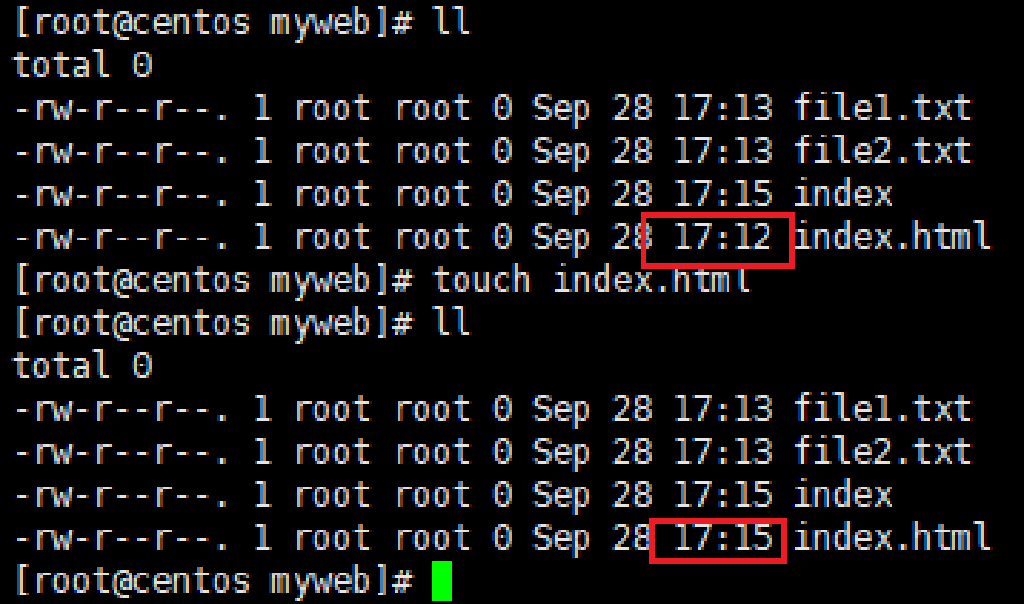 [root@centos myweb]# ll
total 0
-rw-r--r--. 1 root root 0 Sep 28 17:13 file1.txt
-rw-r--r--. 1 root root 0 Sep 28 17:13 file2.txt
-rw-r--r--. 1 root root 0 Sep 28 17:15 index
-rw-r--r--. 1 root root 0 Sep 28 17:12 index.html
[root@centos myweb]# touch index.html
[root@centos myweb]# ll
total 0
-rw-r--r--. 1 root root 0 Sep 28 17:13 file1.txt
-rw-r--r--. 1 root root 0 Sep 28 17:13 file2.txt
-rw-r--r--. 1 root root 0 Sep 28 17:15 index
-rw-r--r--. 1 root root 0 Sep 28 17:15 index.html
[root@centos myweb]#